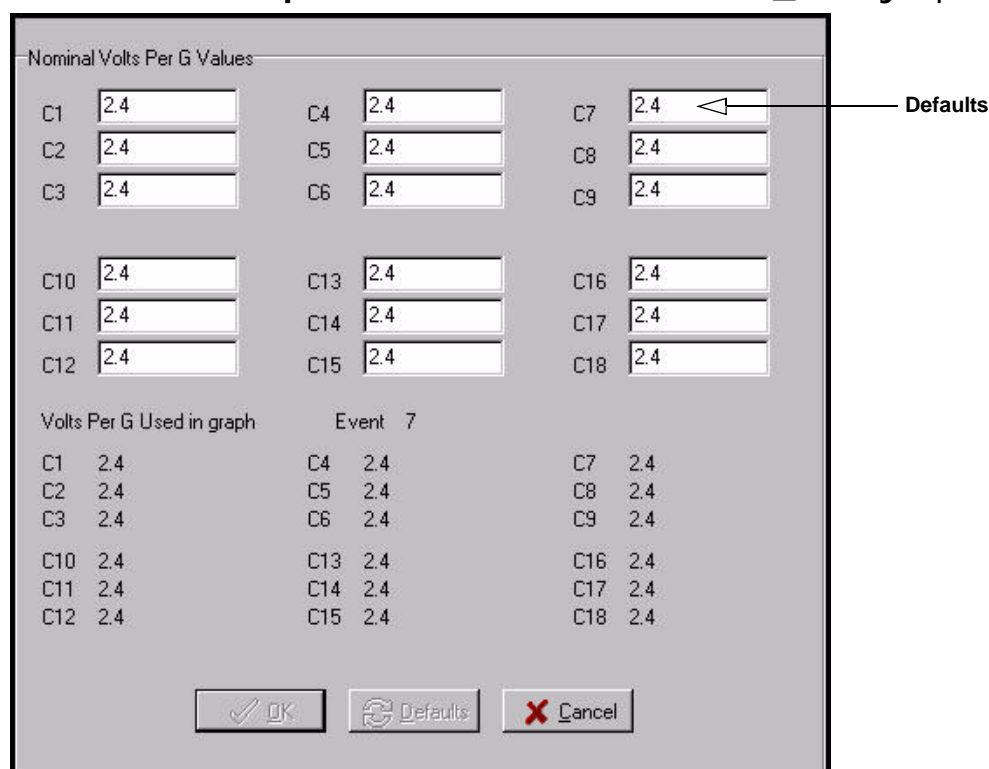 Nominal Volts Per G Values
C1 2.4 C4 2.4 C7 2.4 Defaults
C2 2.4 C5 2.4 C8 2.4
C3 2.4 C6 2.4 C9 2.4
C10 2.4 C13 2.4 C16 2.4
C11 2.4 C14 2.4 C17 2.4
C12 2.4 C15 2.4 C18 2.4
Volts Per G Used in graph Event 7
C1 2.4 C4 2.4 C7 2.4
C2 2.4 C5 2.4 C8 2.4
C3 2.4 C6 2.4 C9 2.4
C10 2.4 C13 2.4 C16 2.4
C11 2.4 C14 2.4 C17 2.4
C12 2.4 C15 2.4 C18 2.4
OK Defaults Cancel